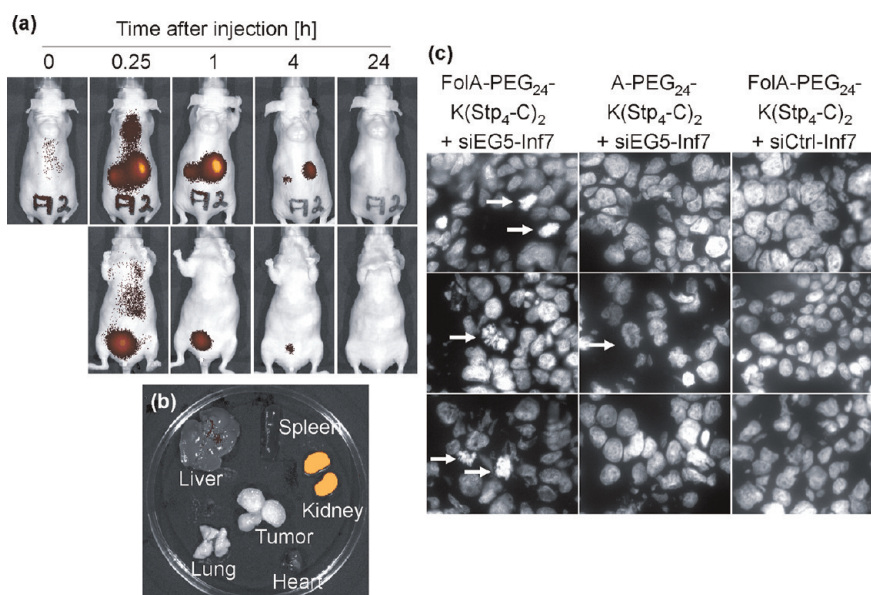 (a)
Time after injection [h]
0 0.25 1 4 24
(b)
Spleen
Liver
Kidney
Tumor
Lung
Heart
(c)
FolA-PEG₂₄- A-PEG₂₄- FolA-PEG₂₄-
K(Stp₄-C)₂ K(Stp₄-C)₂ K(Stp₄-C)₂
+ siEG5-Inf7 + siEG5-Inf7 + siCtrl-Inf7